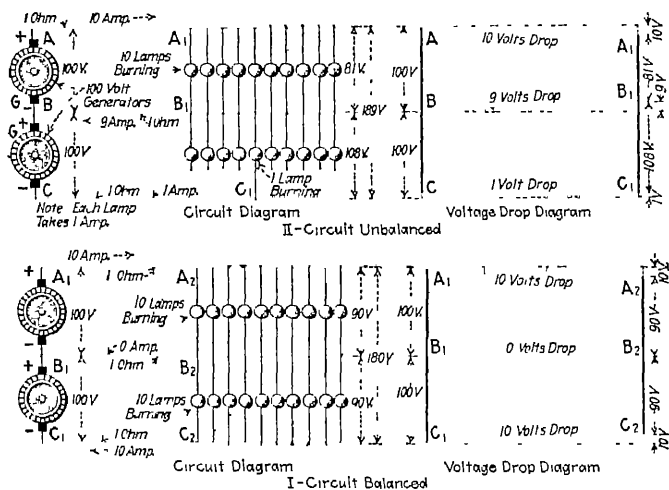 1 Ohm 10 Amp.
+ A
100V.
100 Volt
Generators
G - B
G +
9 Amp. 1 Ohm
100V
- C
1 Ohm 1 Amp.
Note Each Lamp
Takes 1 Amp.
A1
10 Lamps
Burning
81V.
B1
189V.
108V.
1 Lamp
Burning
C1
Circuit Diagram
100V.
100V.
A 10 Volts Drop A1
B 9 Volts Drop B1
C 1 Volt Drop C1
10V
81V
9V
108V
1V
Voltage Drop Diagram
II-Circuit Unbalanced
10 Amp.
+ A1 1 Ohm
100V
-
0 Amp.
+ B1 1 Ohm
100V
- C1 1 Ohm
10 Amp.
A2
10 Lamps
Burning
90V
B2
180V
10 Lamps
Burning
90V.
C2
Circuit Diagram
100V.
100V
A1 10 Volts Drop A2
B1 0 Volts Drop B2
C1 10 Volts Drop C2
10V
90V
90V
10V
Voltage Drop Diagram
I-Circuit Balanced